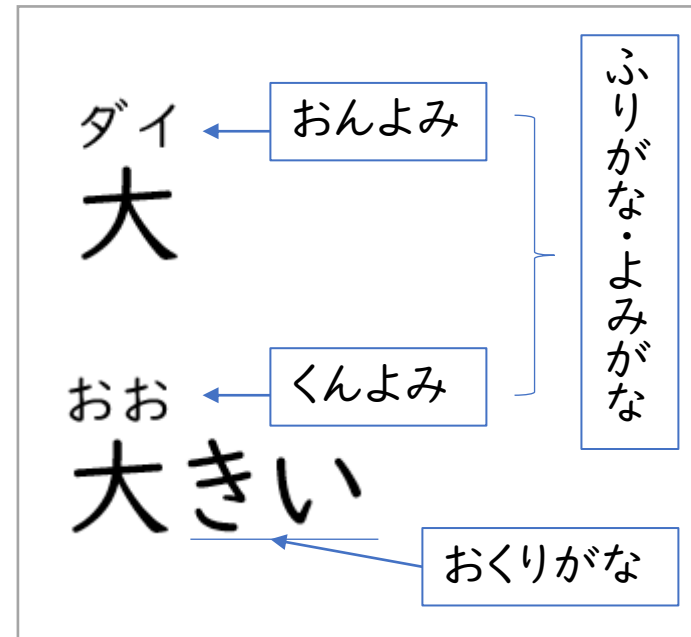 ダイ
大
おんよみ
おお
大きい
くんよみ
おくりがな
ふりがな・よみがな